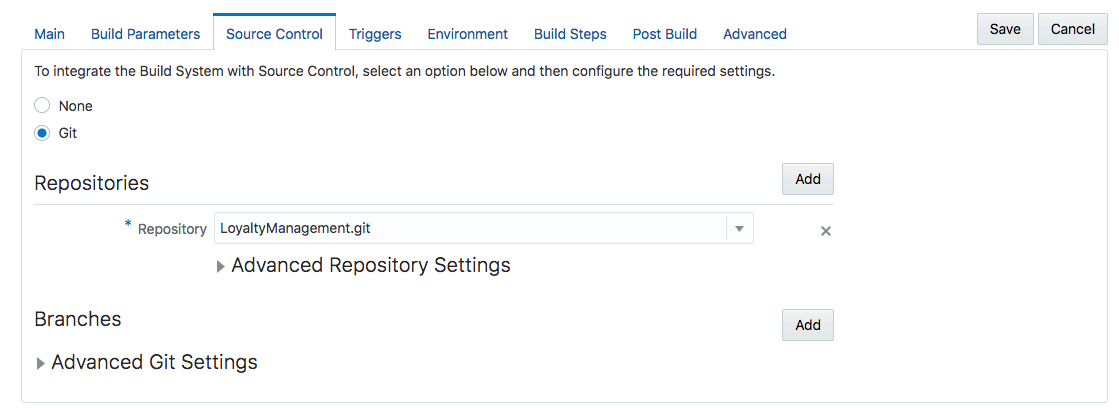 Main Build Parameters Source Control Triggers Environment Build Steps Post Build Advanced Save Cancel
To integrate the Build System with Source Control, select an option below and then configure the required settings.
None
Git
Repositories Add
* Repository LoyaltyManagement.git
Advanced Repository Settings
Branches Add
Advanced Git Settings